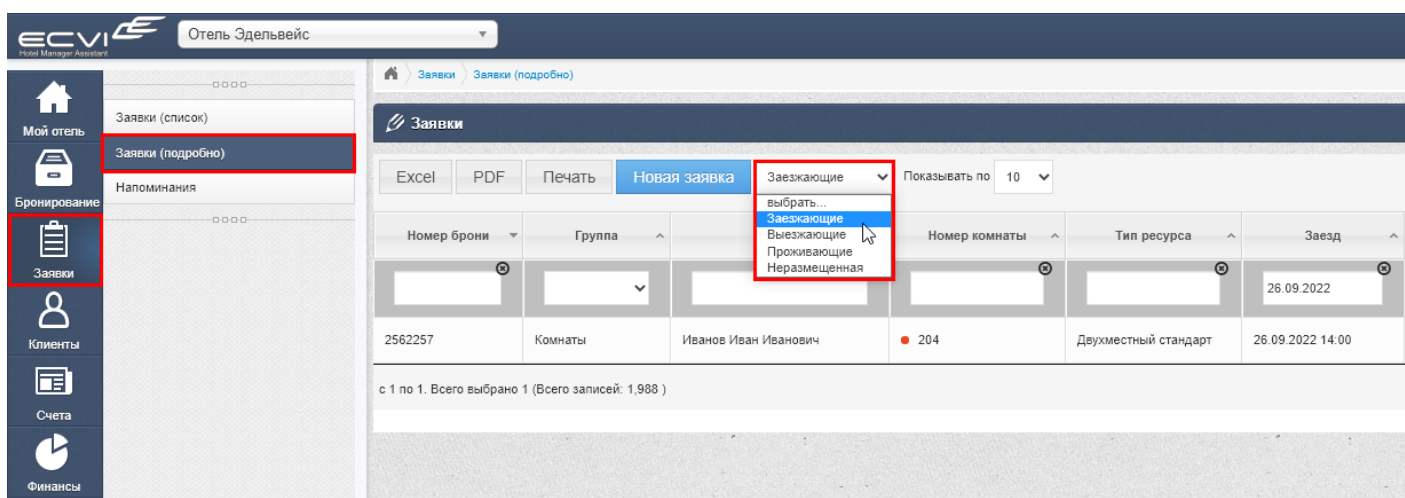 ECVI
Hotel Manager Assistant
Отель Эдельвейс
Мой отель
Бронирование
Заявки
Клиенты
Счета
Финансы
Заявки (список)
Заявки (подробно)
Напоминания
Заявки Заявки (подробно)
Заявки
Excel PDF Печать Новая заявка Заезжающие Показывать по 10
выбрать...
Заезжающие
Выезжающие
Проживающие
Неразмещенная
Номер брони Группа Номер комнаты Тип ресурса Заезд
26.09.2022
2562257 Комнаты Иванов Иван Иванович 204 Двухместный стандарт 26.09.2022 14:00
с 1 по 1. Всего выбрано 1 (Всего записей: 1,988 )